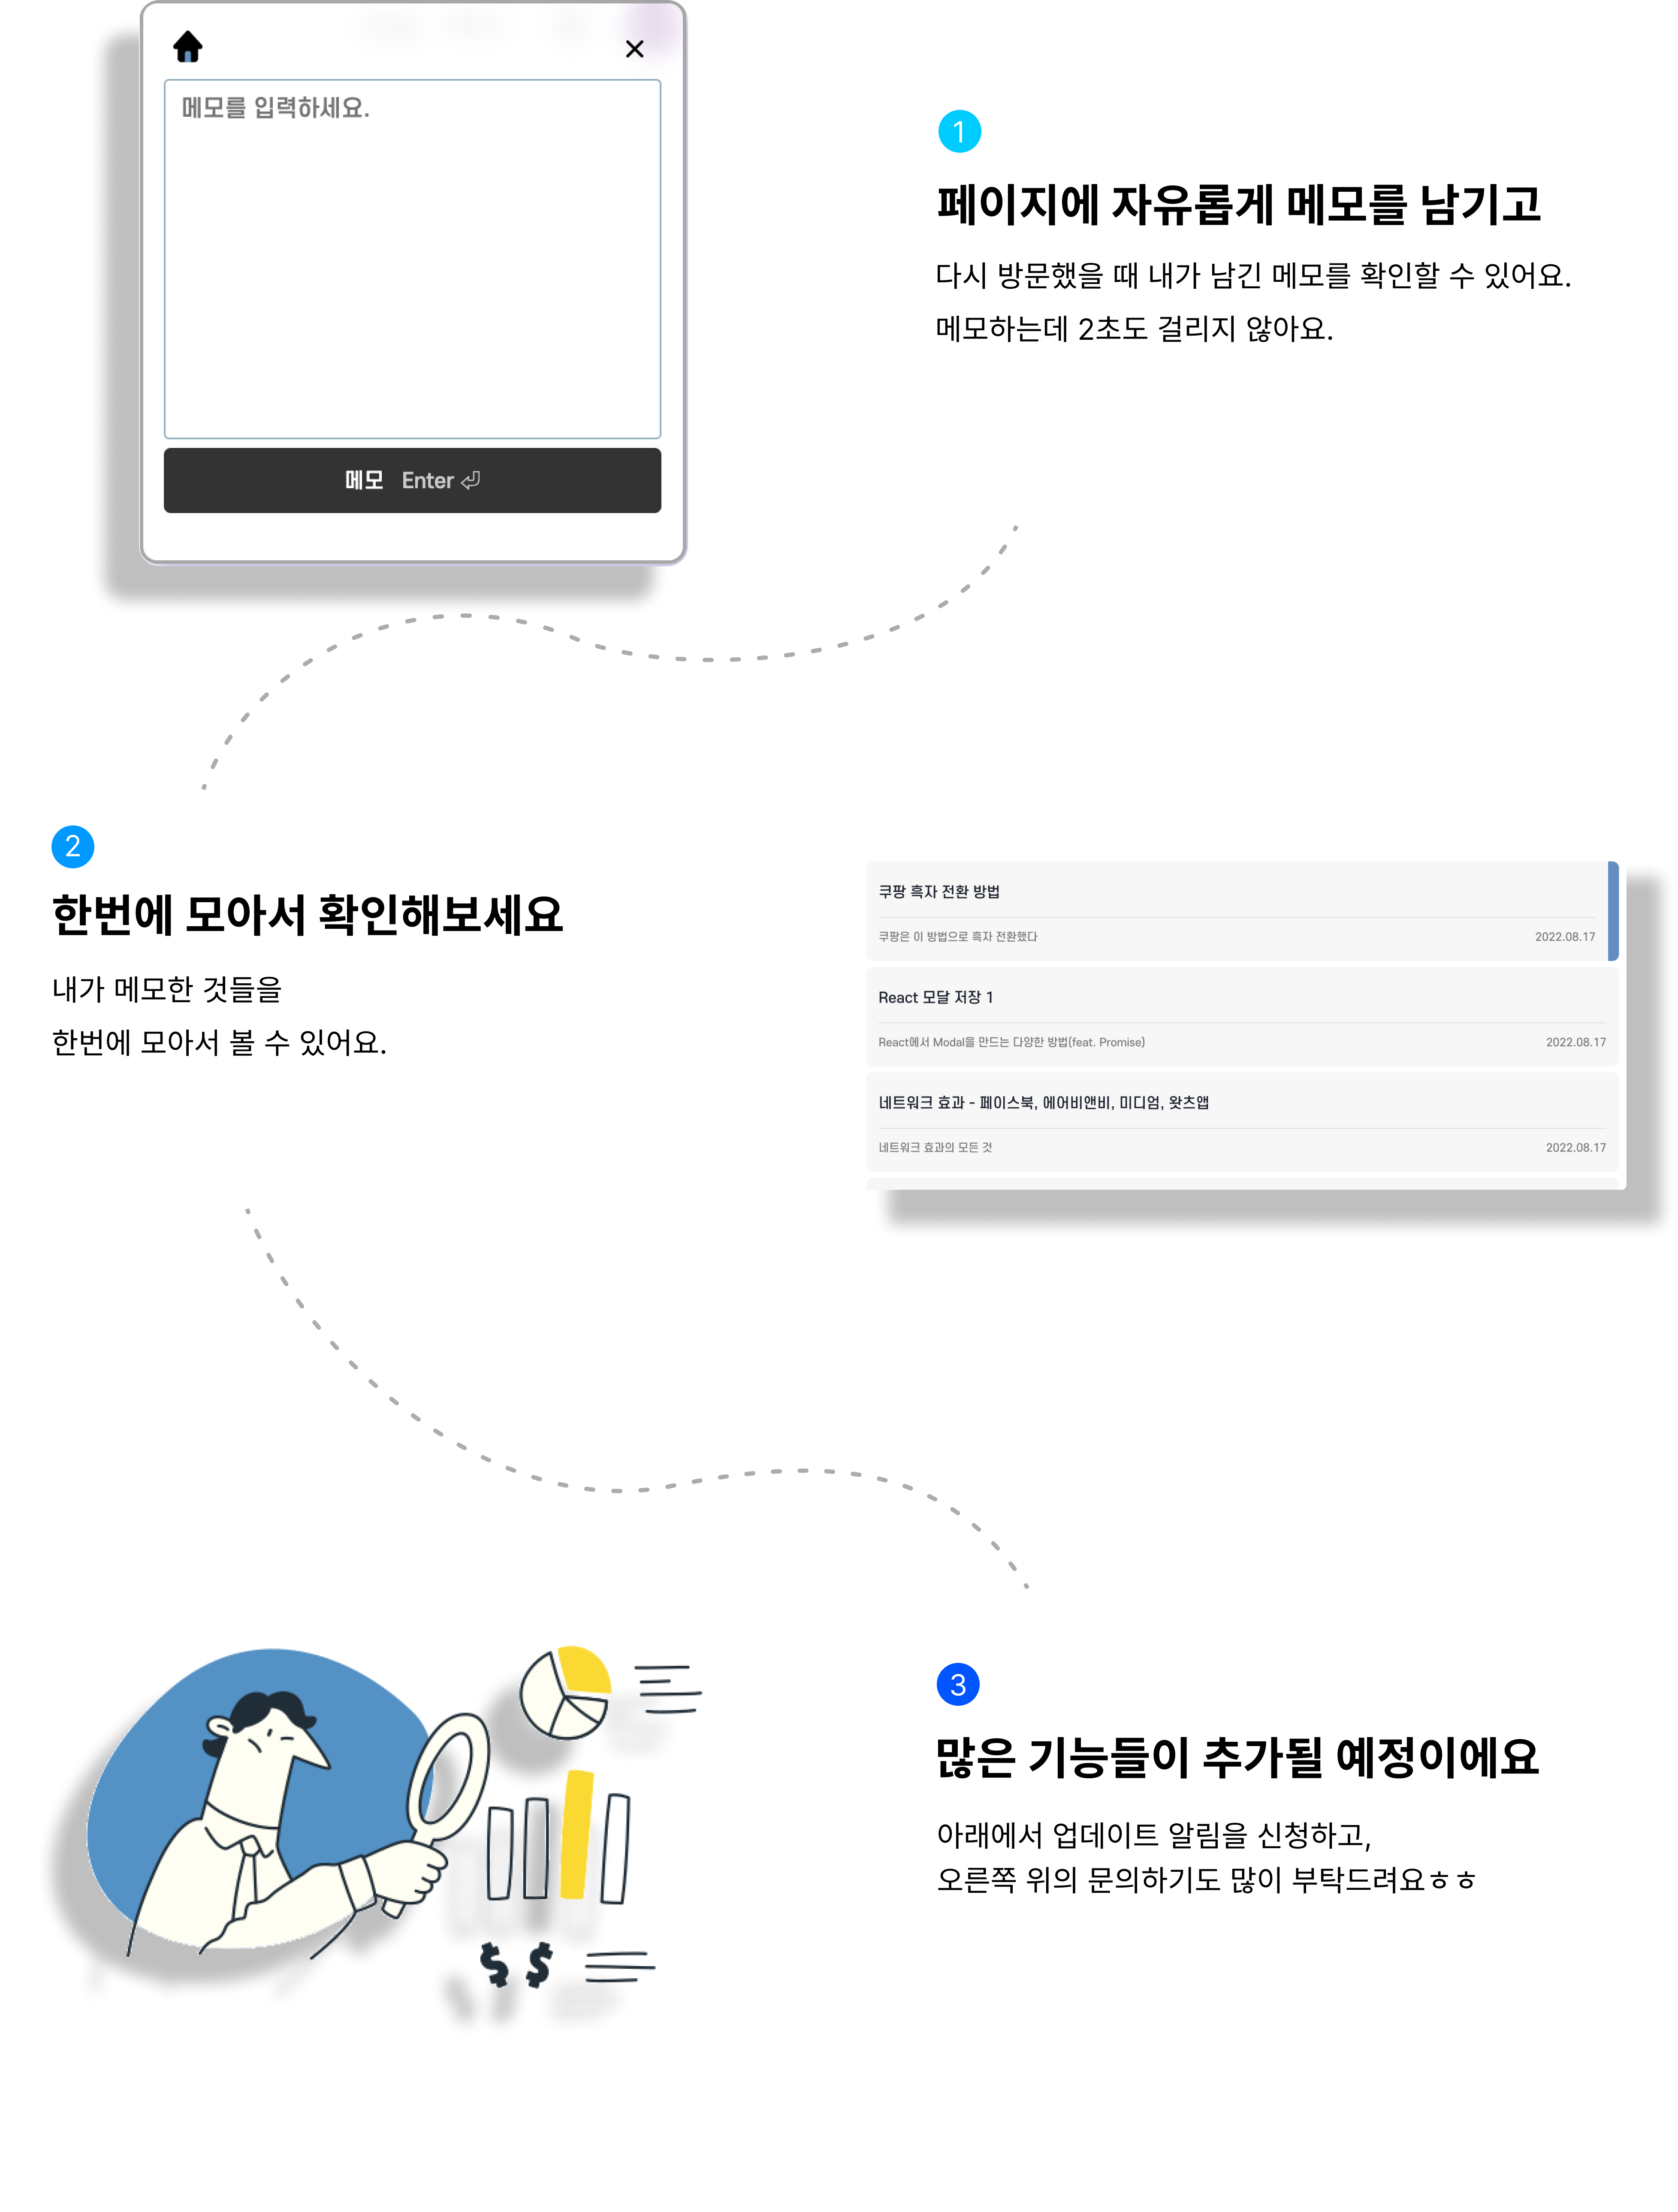 메모를 입력하세요.
메모 Enter
1
페이지에 자유롭게 메모를 남기고
다시 방문했을 때 내가 남긴 메모를 확인할 수 있어요.
메모하는데 2초도 걸리지 않아요.
2
한번에 모아서 확인해보세요
내가 메모한 것들을
한번에 모아서 볼 수 있어요.
쿠팡 흑자 전환 방법
쿠팡은 이 방법으로 흑자 전환했다 2022.08.17
React 모달 저장 1
React에서 Modal을 만드는 다양한 방법(feat. Promise) 2022.08.17
네트워크 효과 - 페이스북, 에어비앤비, 미디엄, 왓츠앱
네트워크 효과의 모든 것 2022.08.17
$ $
3
많은 기능들이 추가될 예정이에요
아래에서 업데이트 알림을 신청하고,
오른쪽 위의 문의하기도 많이 부탁드려요ㅎㅎ